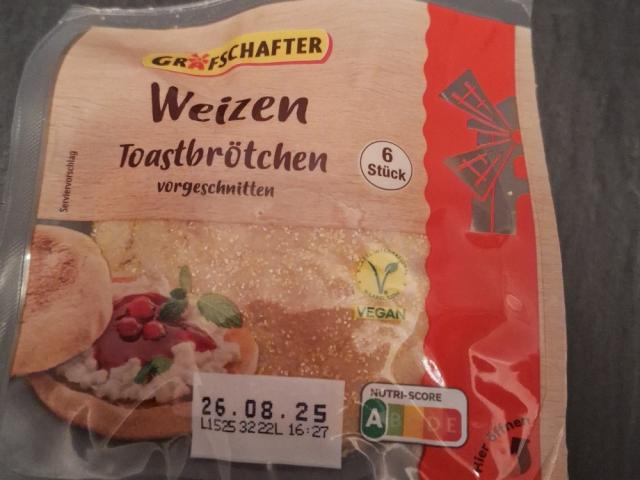 GRAFSCHAFTER
Weizen
Toastbrötchen
vorgeschnitten
6
Stück
Serviervorschlag
VEGAN
NUTRI-SCORE
A B D E
26.08.25
L1525 3222L 16:27
Hier öffnen